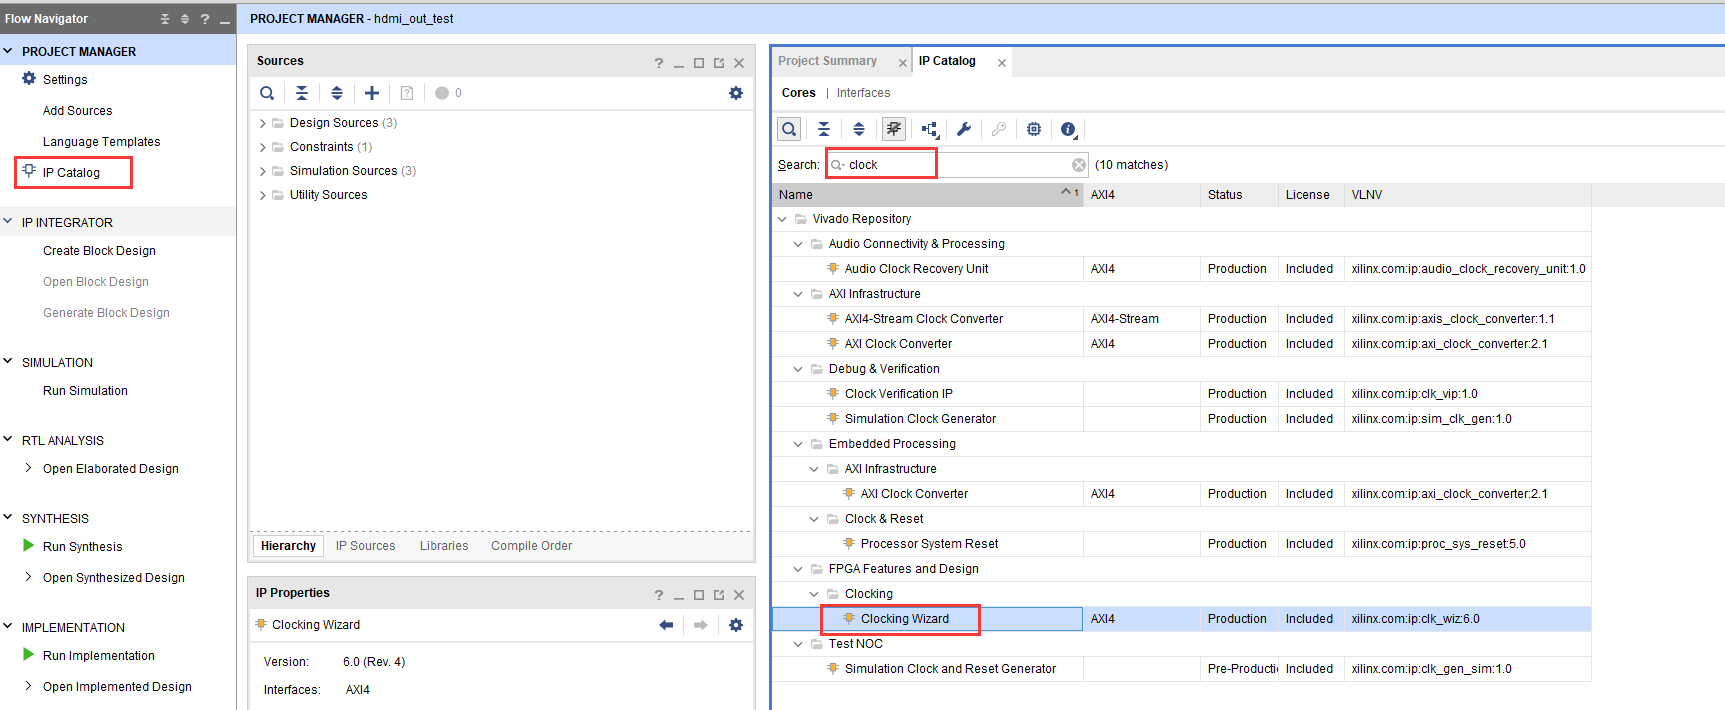 Flow Navigator
PROJECT MANAGER
Settings
Add Sources
Language Templates
IP Catalog
IP INTEGRATOR
Create Block Design
Open Block Design
Generate Block Design
SIMULATION
Run Simulation
RTL ANALYSIS
Open Elaborated Design
SYNTHESIS
Run Synthesis
Open Synthesized Design
IMPLEMENTATION
Run Implementation
Open Implemented Design
PROJECT MANAGER - hdmi_out_test
Sources
0
Design Sources (3)
Constraints (1)
Simulation Sources (3)
Utility Sources
Hierarchy IP Sources Libraries Compile Order
IP Properties
Clocking Wizard
Version: 6.0 (Rev. 4)
Interfaces: AXI4
Project Summary IP Catalog
Cores | Interfaces
Search: clock (10 matches)
Name 1 AXI4 Status License VLNV
Vivado Repository
Audio Connectivity & Processing
Audio Clock Recovery Unit AXI4 Production Included xilinx.com:ip:audio_clock_recovery_unit:1.0
AXI Infrastructure
AXI4-Stream Clock Converter AXI4-Stream Production Included xilinx.com:ip:axis_clock_converter:1.1
AXI Clock Converter AXI4 Production Included xilinx.com:ip:axi_clock_converter:2.1
Debug & Verification
Clock Verification IP Production Included xilinx.com:ip:clk_vip:1.0
Simulation Clock Generator Production Included xilinx.com:ip:sim_clk_gen:1.0
Embedded Processing
AXI Infrastructure
AXI Clock Converter AXI4 Production Included xilinx.com:ip:axi_clock_converter:2.1
Clock & Reset
Processor System Reset Production Included xilinx.com:ip:proc_sys_reset:5.0
FPGA Features and Design
Clocking
Clocking Wizard AXI4 Production Included xilinx.com:ip:clk_wiz:6.0
Test NOC
Simulation Clock and Reset Generator Pre-Producti Included xilinx.com:ip:clk_gen_sim:1.0